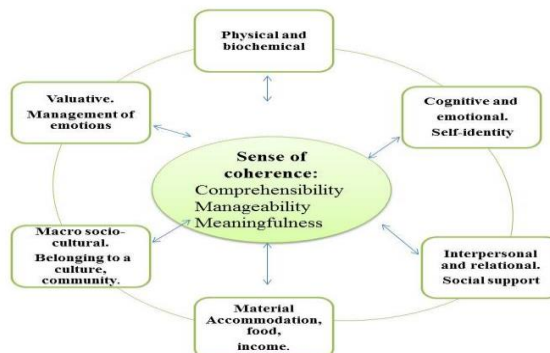 Physical and
biochemical
Valuative.
Management of
emotions
Cognitive and
emotional.
Self-identity
Sense of
coherence:
Comprehensibility
Manageability
Meaningfulness
Macro socio-
cultural.
Belonging to a
culture,
community.
Interpersonal
and relational.
Social support
Material
Accommodation,
food,
income.